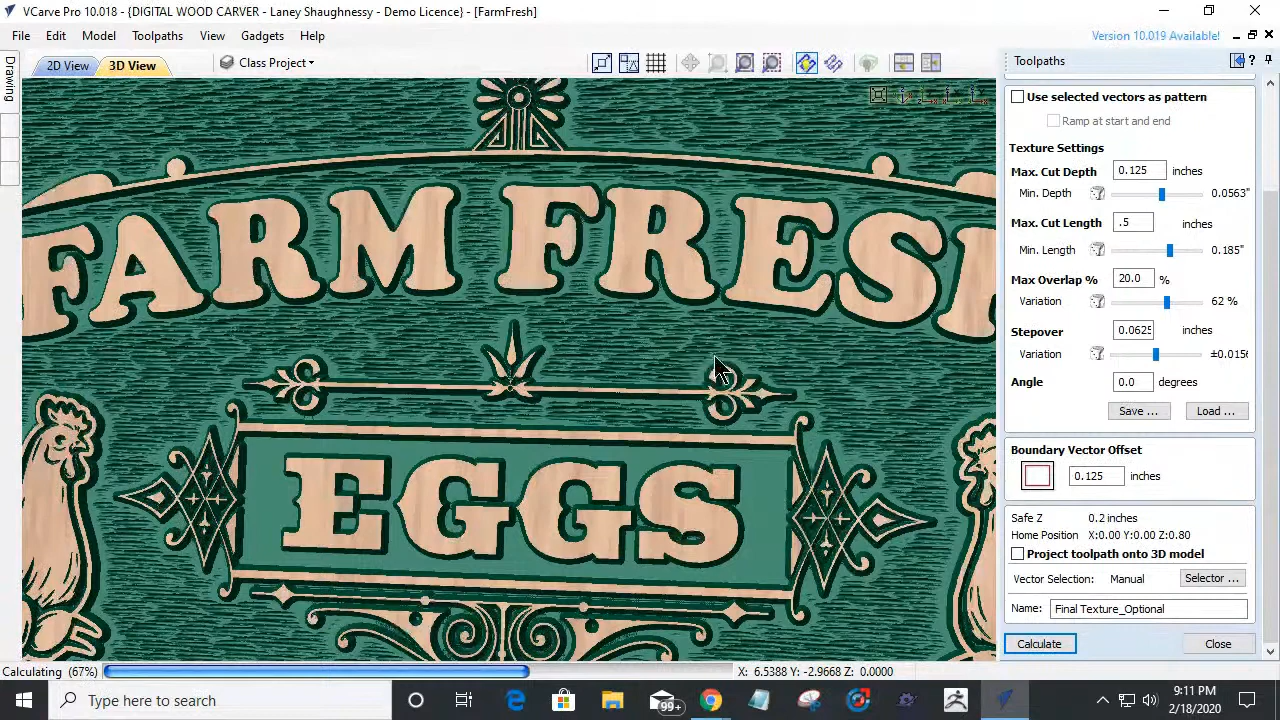 VCarve Pro 10.018 - {DIGITAL WOOD CARVER - Laney Shaughnessy - Demo Licence} - [FarmFresh]
File Edit Model Toolpaths View Gadgets Help Version 10.019 Available!
Drawing
2D View 3D View Class Project
Toolpaths
Use selected vectors as pattern
Ramp at start and end
Texture Settings
Max. Cut Depth 0.125 inches
Min. Depth 0.0563"
Max. Cut Length .5 inches
Min. Length 0.185"
Max Overlap % 20.0 %
Variation 62 %
Stepover 0.0625 inches
Variation ±0.0156
Angle 0.0 degrees
Save ... Load ...
Boundary Vector Offset
0.125 inches
Safe Z 0.2 inches
Home Position X:0.00 Y:0.00 Z:0.80
Project toolpath onto 3D model
Vector Selection: Manual Selector ...
Name: Final Texture_Optional
Calculate Close
FARM FRESH
EGGS
Calculating (67%) X: 6.5388 Y: -2.9668 Z: 0.0000
Type here to search
99+
9:11 PM
2/18/2020